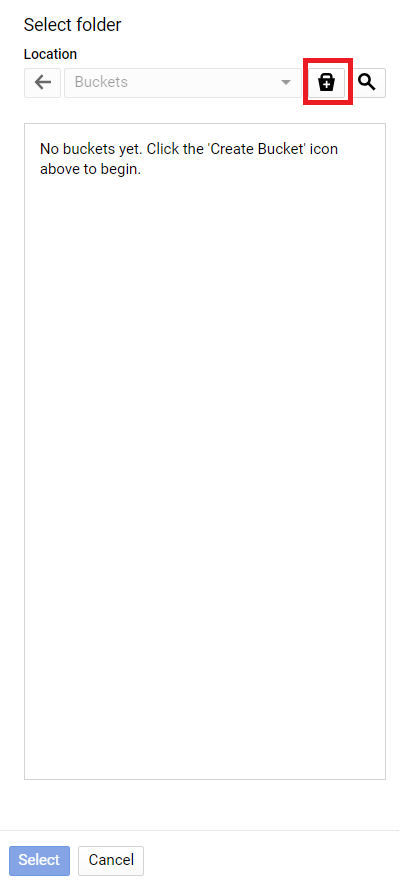 Select folder
Location
Buckets
No buckets yet. Click the 'Create Bucket' icon
above to begin.
Select Cancel